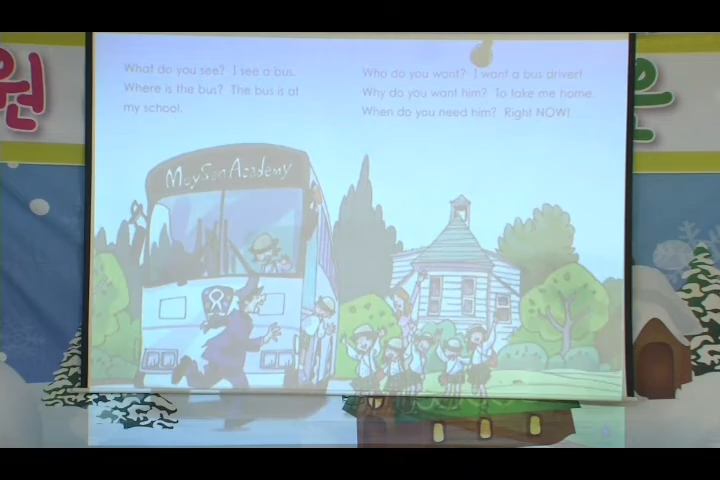 What do you see? I see a bus.
Where is the bus? The bus is at
my school.
Who do you want? I want a bus driver!
Why do you want him? To take me home.
When do you need him? Right NOW!
MaySon Academy
원